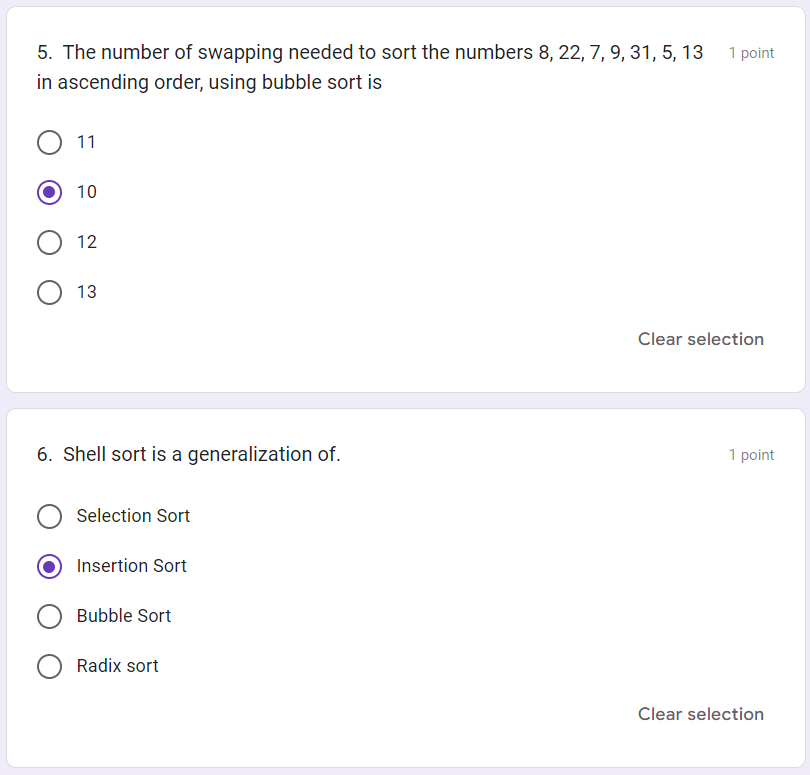 5. The number of swapping needed to sort the numbers 8, 22, 7, 9, 31, 5, 13
1 point
in ascending order, using bubble sort is
11
10
12
13
Clear selection
6. Shell sort is a generalization of.
1 point
Selection Sort
Insertion Sort
Bubble Sort
Radix sort
Clear selection